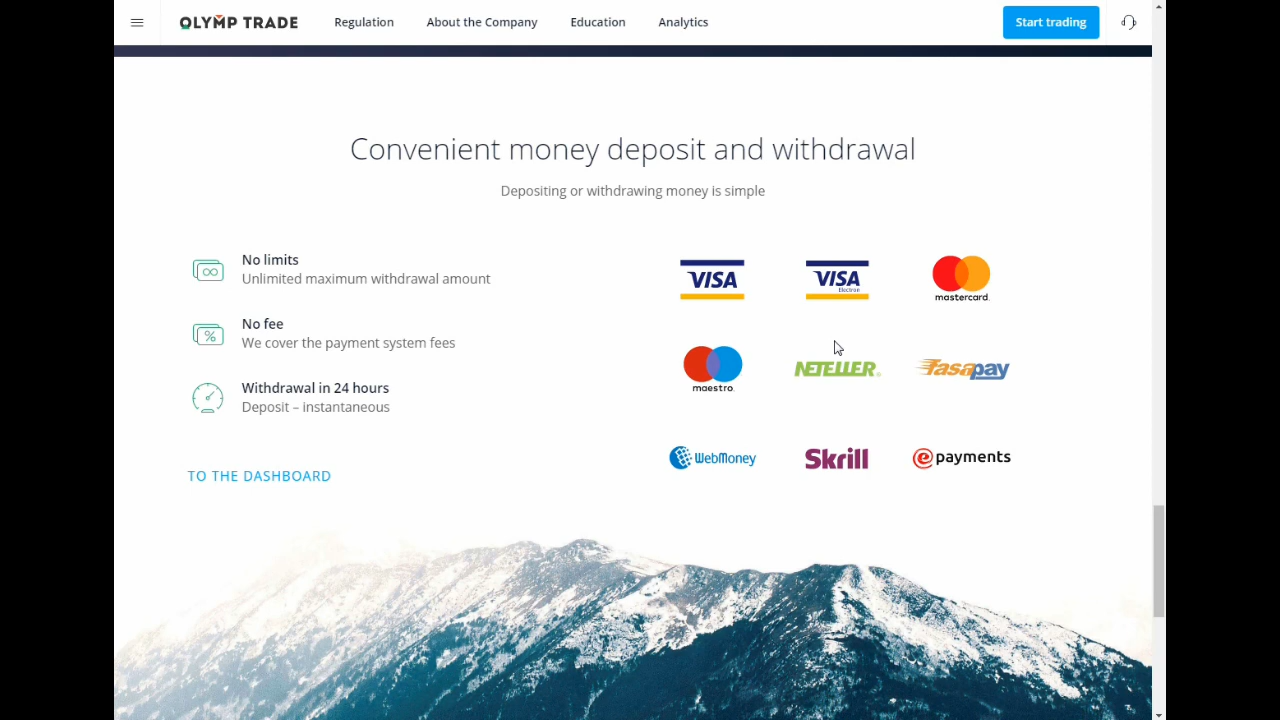 OLYMP TRADE
Regulation
About the Company
Education
Analytics
Start trading
Convenient money deposit and withdrawal
Depositing or withdrawing money is simple
No limits
Unlimited maximum withdrawal amount
No fee
We cover the payment system fees
Withdrawal in 24 hours
Deposit – instantaneous
TO THE DASHBOARD
VISA
VISA
Electron
mastercard.
maestro.
NETELLER®
fasapay
WebMoney
Skrill
e payments